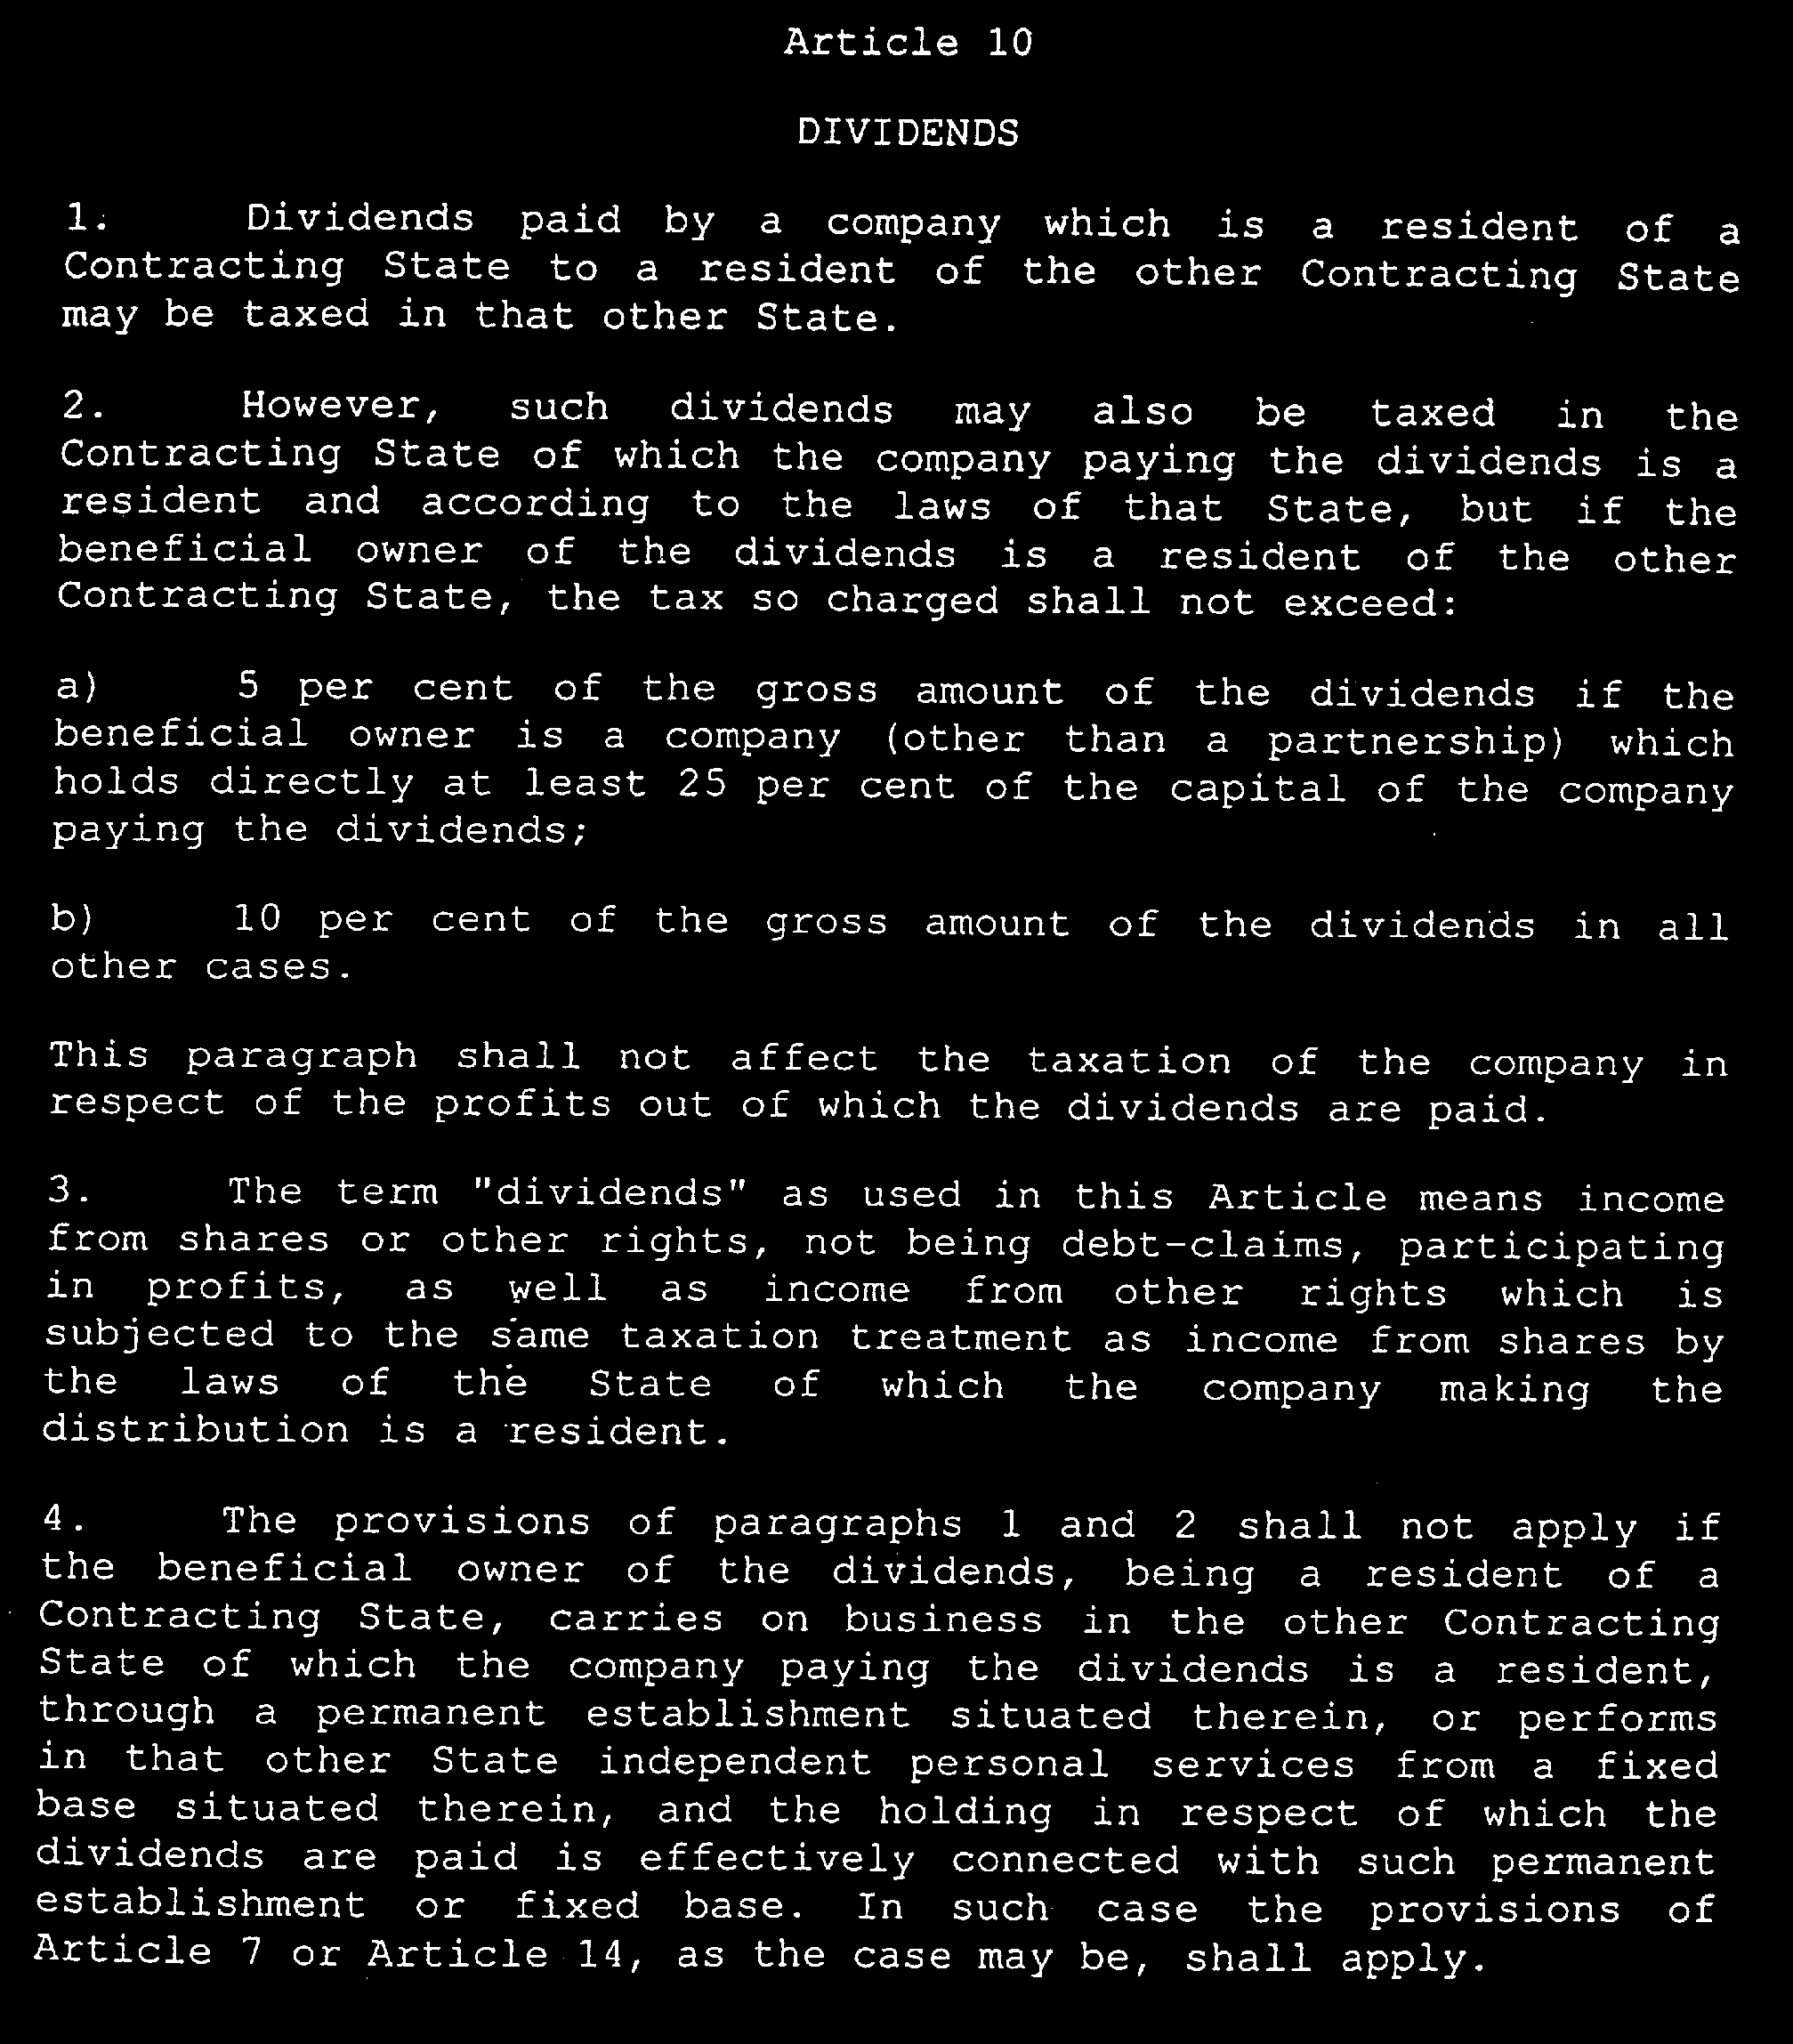 Article 10
DIVIDENDS
1. Dividends paid by a company which is a resident of a
Contracting State to a resident of the other Contracting State
may be taxed in that other State.
2. However, such dividends may also be taxed in the
Contracting State of which the company paying the dividends is a
resident and according to the laws of that State, but if the
beneficial owner of the dividends is a resident of the other
Contracting State, the tax so charged shall not exceed:
a) 5 per cent of the gross amount of the dividends if the
beneficial owner is a company (other than a partnership) which
holds directly at least 25 per cent of the capital of the company
paying the dividends;
b) 10 per cent of the gross amount of the dividends in all
other cases.
This paragraph shall not affect the taxation of the company in
respect of the profits out of which the dividends are paid.
3. The term "dividends" as used in this Article means income
from shares or other rights, not being debt-claims, participating
in profits, as well as income from other rights which is
subjected to the same taxation treatment as income from shares by
the laws of the State of which the company making the
distribution is a resident.
4. The provisions of paragraphs 1 and 2 shall not apply if
the beneficial owner of the dividends, being a resident of a
Contracting State, carries on business in the other Contracting
State of which the company paying the dividends is a resident,
through a permanent establishment situated therein, or performs
in that other State independent personal services from a fixed
base situated therein, and the holding in respect of which the
dividends are paid is effectively connected with such permanent
establishment or fixed base. In such case the provisions of
Article 7 or Article 14, as the case may be, shall apply.